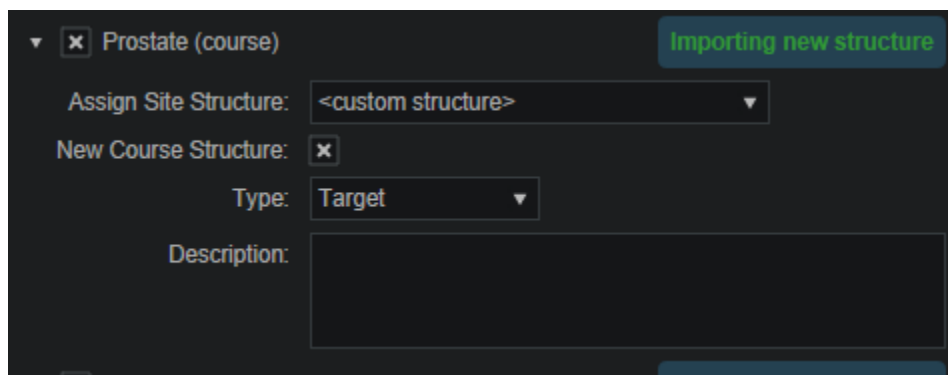 Prostate (course) Importing new structure
Assign Site Structure: <custom structure>
New Course Structure:
Type: Target
Description: